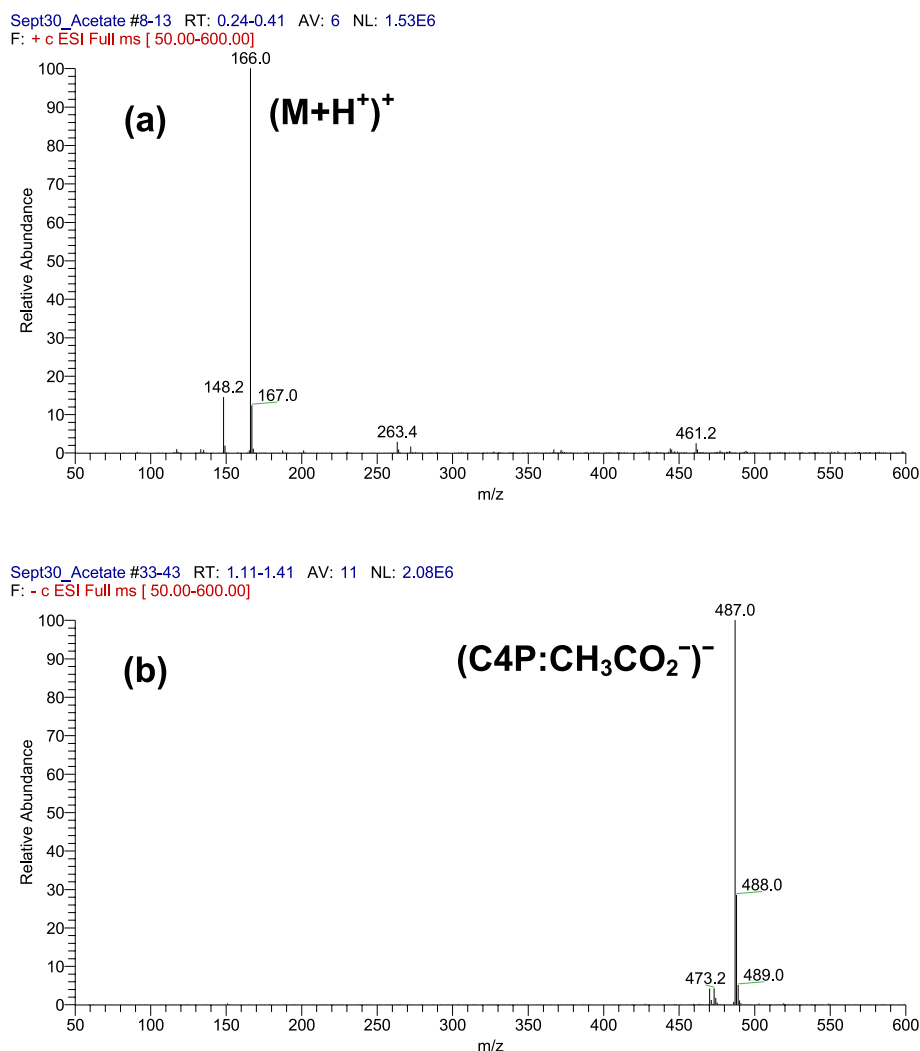 Sept30_Acetate #8-13 RT: 0.24-0.41 AV: 6 NL: 1.53E6
F: + c ESI Full ms [ 50.00-600.00]
166.0
100
90
80
70
60
50
40
30
20
10
0
Relative Abundance
(a)
(M+H⁺)⁺
148.2
167.0
263.4
461.2
50 100 150 200 250 300 350 400 450 500 550 600
m/z
Sept30_Acetate #33-43 RT: 1.11-1.41 AV: 11 NL: 2.08E6
F: - c ESI Full ms [ 50.00-600.00]
487.0
100
90
80
70
60
50
40
30
20
10
0
Relative Abundance
(b)
(C4P:CH₃CO₂⁻)⁻
488.0
473.2
489.0
50 100 150 200 250 300 350 400 450 500 550 600
m/z